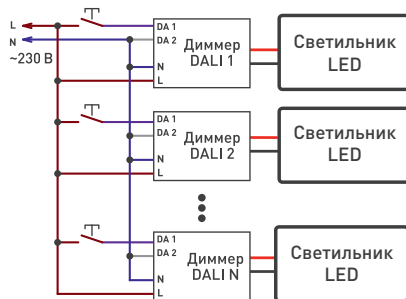 L
N
~230 В
DA 1
DA 2
N
L
Диммер
DALI 1
Светильник
LED
DA 1
DA 2
N
L
Диммер
DALI 2
Светильник
LED
DA 1
DA 2
N
L
Диммер
DALI N
Светильник
LED